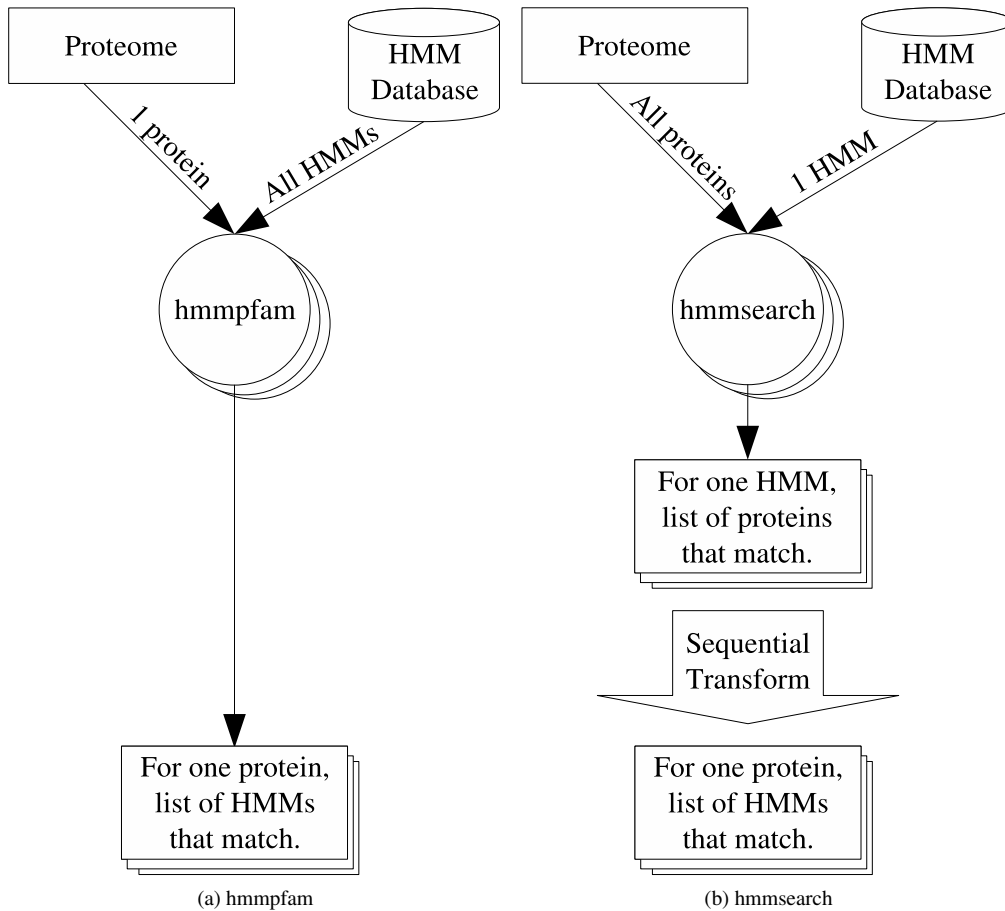 Proteome
HMM
Database
1 protein
All HMMs
hmmpfam
For one protein,
list of HMMs
that match.
(a) hmmpfam
Proteome
HMM
Database
All proteins
1 HMM
hmmsearch
For one HMM,
list of proteins
that match.
Sequential
Transform
For one protein,
list of HMMs
that match.
(b) hmmsearch